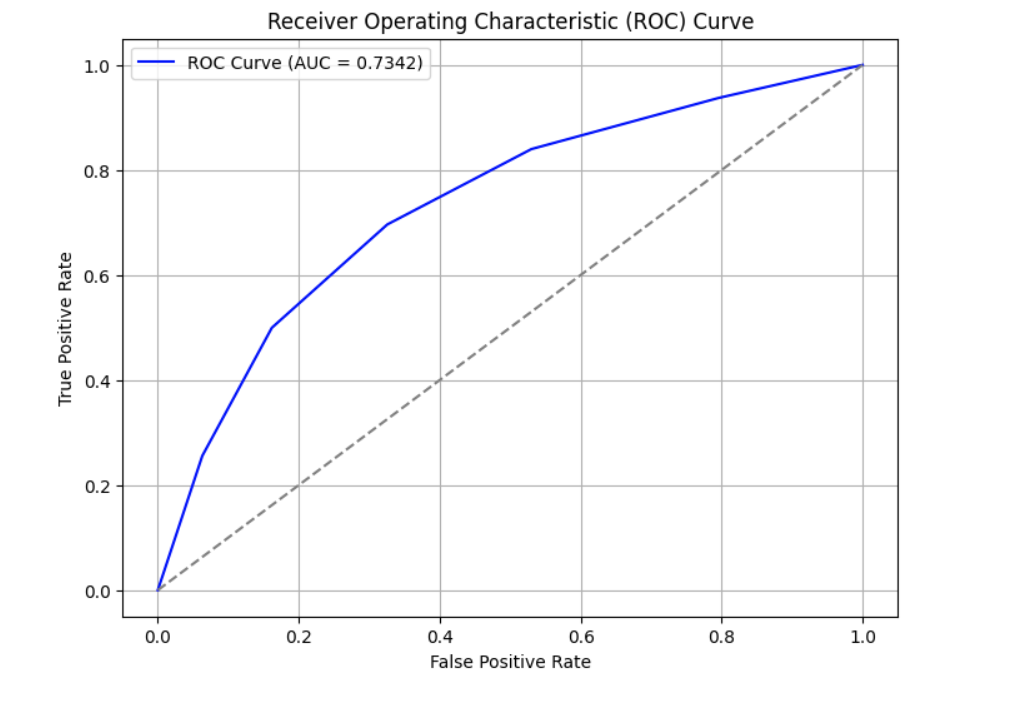 Receiver Operating Characteristic (ROC) Curve
ROC Curve (AUC = 0.7342)
1.0
0.8
0.6
0.4
0.2
0.0
True Positive Rate
0.0 0.2 0.4 0.6 0.8 1.0
False Positive Rate